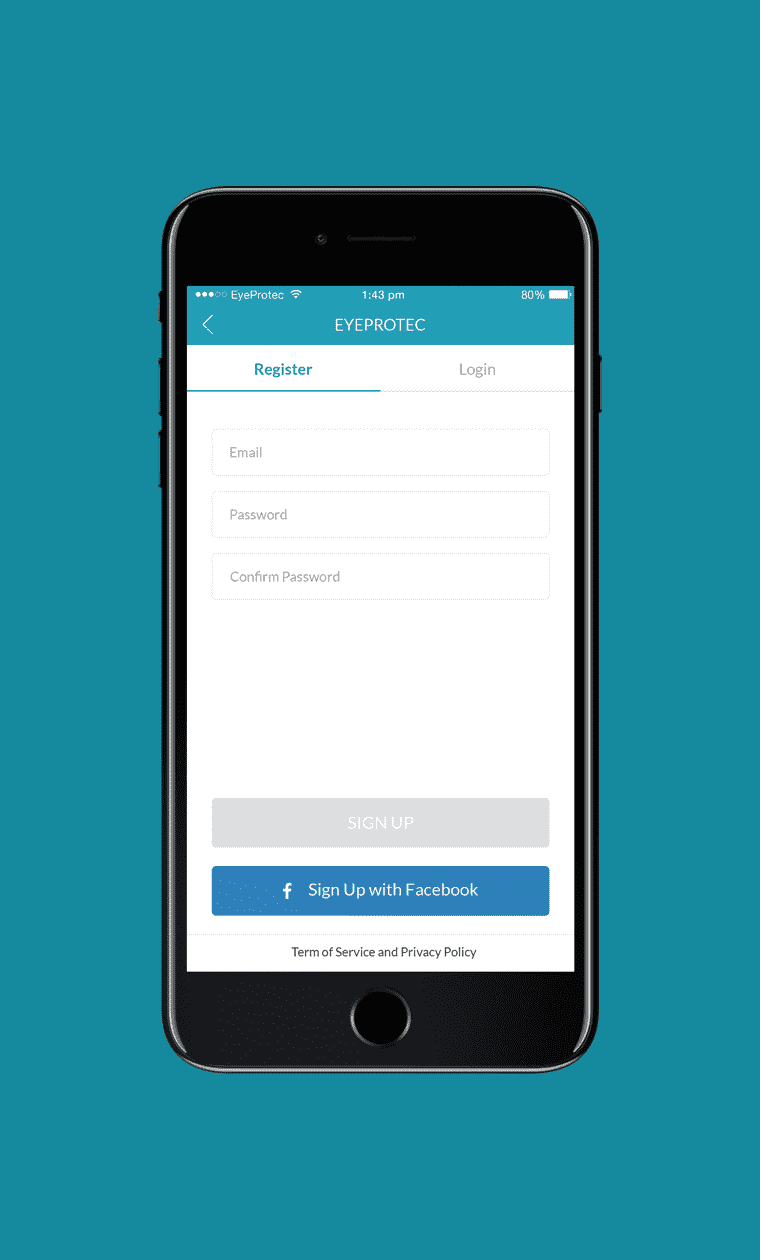 EyeProtec 1:43 pm 80%
EYEPROTEC
Register Login
Email
Password
Confirm Password
SIGN UP
f Sign Up with Facebook
Term of Service and Privacy Policy